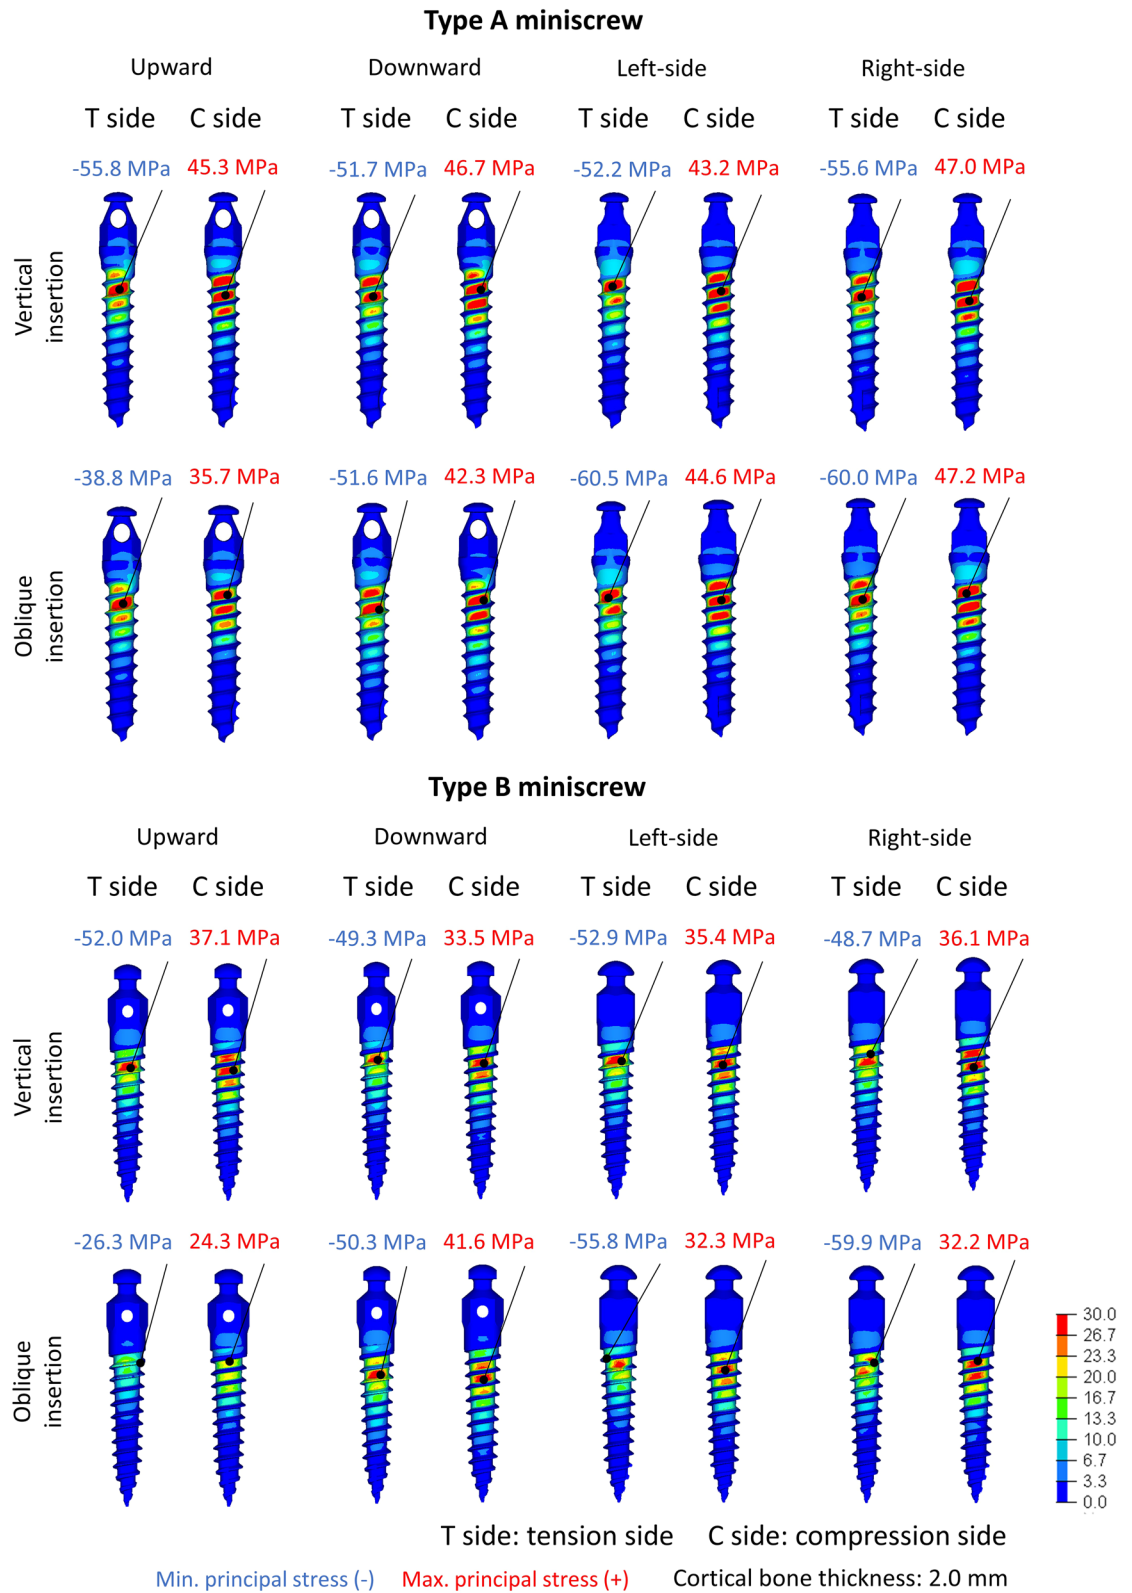 Type A miniscrew
Upward Downward Left-side Right-side
T side C side T side C side T side C side T side C side
-55.8 MPa 45.3 MPa -51.7 MPa 46.7 MPa -52.2 MPa 43.2 MPa -55.6 MPa 47.0 MPa
Vertical
insertion
-38.8 MPa 35.7 MPa -51.6 MPa 42.3 MPa -60.5 MPa 44.6 MPa -60.0 MPa 47.2 MPa
Oblique
insertion
Type B miniscrew
Upward Downward Left-side Right-side
T side C side T side C side T side C side T side C side
-52.0 MPa 37.1 MPa -49.3 MPa 33.5 MPa -52.9 MPa 35.4 MPa -48.7 MPa 36.1 MPa
Vertical
insertion
-26.3 MPa 24.3 MPa -50.3 MPa 41.6 MPa -55.8 MPa 32.3 MPa -59.9 MPa 32.2 MPa
Oblique
insertion
30.0
26.7
23.3
20.0
16.7
13.3
10.0
6.7
3.3
0.0
T side: tension side C side: compression side
Min. principal stress (-) Max. principal stress (+) Cortical bone thickness: 2.0 mm